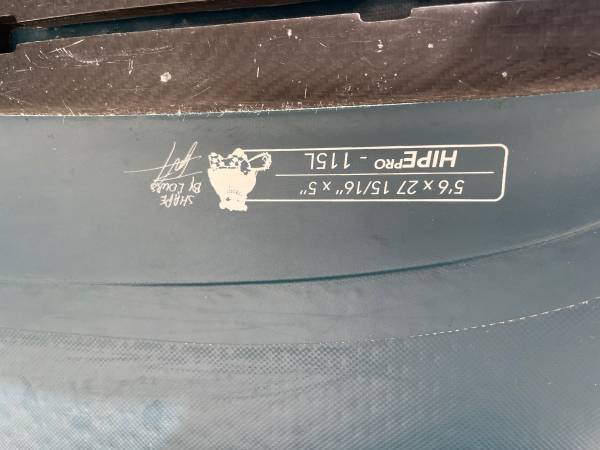 HIPE PRO - 115L
5'6 x 27 15/16" x 5"
SHAPE
By Louis